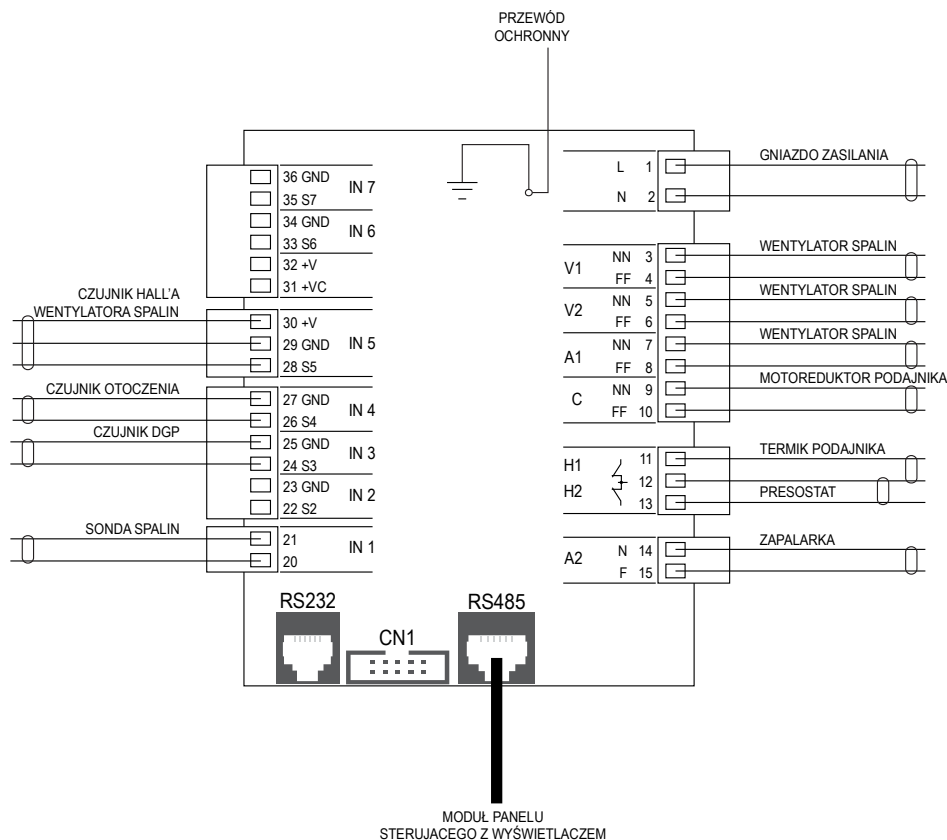 PRZEWÓD
OCHRONNY
36 GND
35 S7
IN 7
34 GND
33 S6
IN 6
32 +V
31 +VC
CZUJNIK HALL'A
WENTYLATORA SPALIN
30 +V
29 GND
28 S5
IN 5
CZUJNIK OTOCZENIA
27 GND
26 S4
IN 4
CZUJNIK DGP
25 GND
24 S3
IN 3
23 GND
22 S2
IN 2
SONDA SPALIN
21
20
IN 1
L 1
N 2
GNIAZDO ZASILANIA
V1
NN 3
FF 4
WENTYLATOR SPALIN
V2
NN 5
FF 6
WENTYLATOR SPALIN
A1
NN 7
FF 8
WENTYLATOR SPALIN
C
NN 9
FF 10
MOTOREDUKTOR PODAJNIKA
H1
H2
11
12
13
TERMIK PODAJNIKA
PRESOSTAT
A2
N 14
F 15
ZAPALARKA
RS232
CN1
RS485
MODUŁ PANELU
STERUJACEGO Z WYŚWIETLACZEM